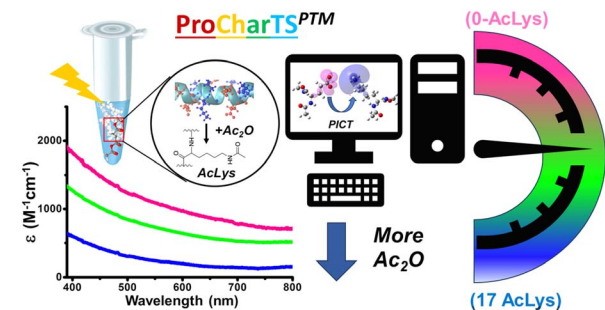 ProCharTS^PTM
(0-AcLys)
+Ac₂O
AcLys
PICT
ε (M⁻¹cm⁻¹)
2000
1000
0
400 500 600 700 800
Wavelength (nm)
More
Ac₂O
(17 AcLys)